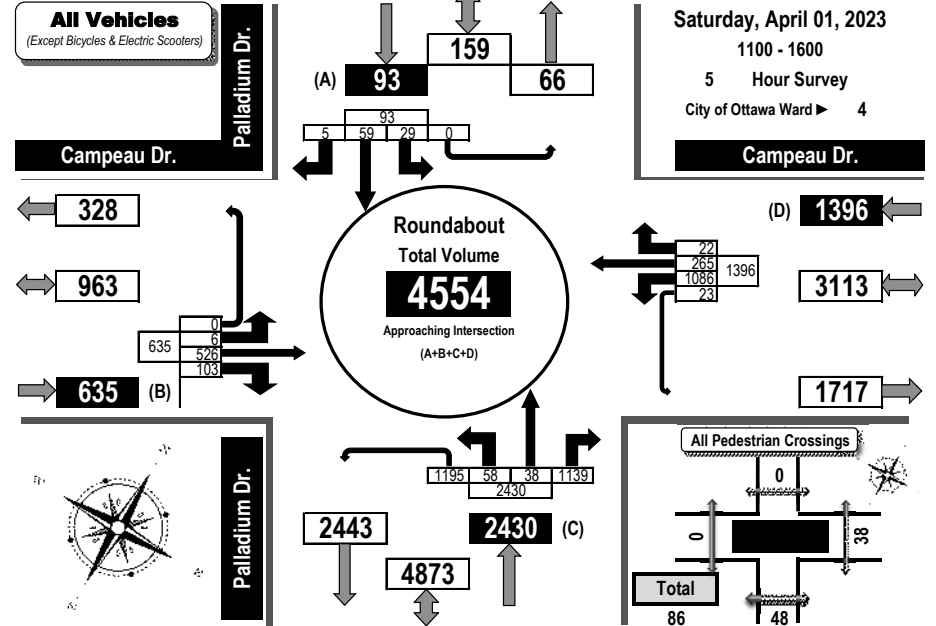 All Vehicles
(Except Bicycles & Electric Scooters)
Palladium Dr.
Campeau Dr.
159
(A) 93
66
93
5 59 29 0
Saturday, April 01, 2023
1100 - 1600
5 Hour Survey
City of Ottawa Ward ► 4
Campeau Dr.
328
963
0
6
635
526
103
635 (B)
Roundabout
Total Volume
4554
Approaching Intersection
(A+B+C+D)
(D) 1396
22
265
1396
1086
23
3113
1717
Palladium Dr.
1195 58 38 1139
2430
2443
2430 (C)
4873
All Pedestrian Crossings
0
0
38
Total
86
48